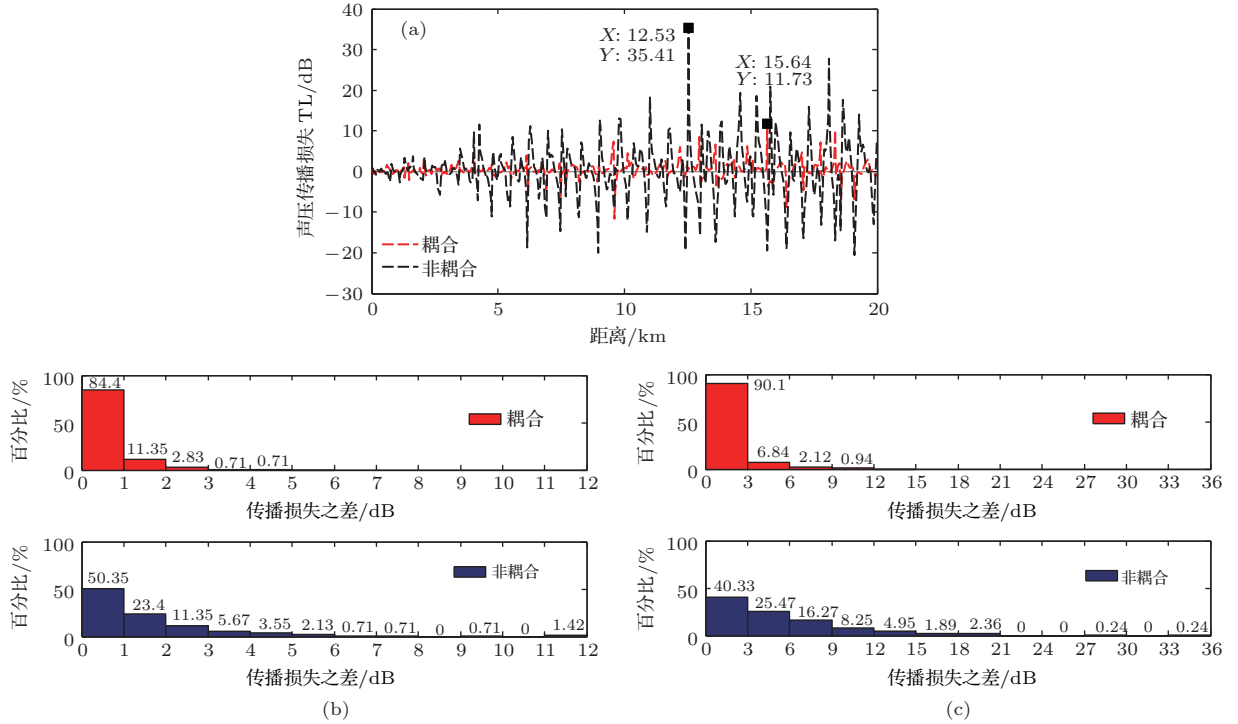 (a)
声压传播损失 TL/dB
40
30
20
10
0
−10
−20
−30
X: 12.53
Y: 35.41
X: 15.64
Y: 11.73
耦合
非耦合
0 5 10 15 20
距离/km
百分比/%
100
50
0
84.4 11.35 2.83 0.71 0.71
耦合
0 1 2 3 4 5 6 7 8 9 10 11 12
传播损失之差/dB
百分比/%
100
50
0
50.35 23.4 11.35 5.67 3.55 2.13 0.71 0.71 0 0.71 0 1.42
非耦合
0 1 2 3 4 5 6 7 8 9 10 11 12
传播损失之差/dB
(b)
百分比/%
100
50
0
90.1 6.84 2.12 0.94
耦合
0 3 6 9 12 15 18 21 24 27 30 33 36
传播损失之差/dB
百分比/%
100
50
0
40.33 25.47 16.27 8.25 4.95 1.89 2.36 0 0 0.24 0 0.24
非耦合
0 3 6 9 12 15 18 21 24 27 30 33 36
传播损失之差/dB
(c)